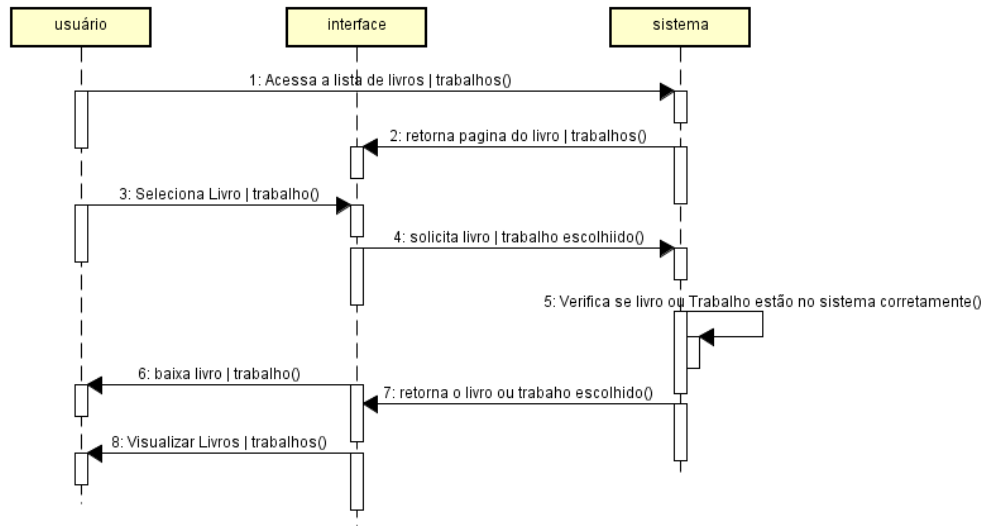 usuário
interface
sistema
1: Acessa a lista de livros | trabalhos()
2: retorna pagina do livro | trabalhos()
3: Seleciona Livro | trabalho()
4: solicita livro | trabalho escolhiido()
5: Verifica se livro ou Trabalho estão no sistema corretamente()
6: baixa livro | trabalho()
7: retorna o livro ou trabaho escolhido()
8: Visualizar Livros | trabalhos()